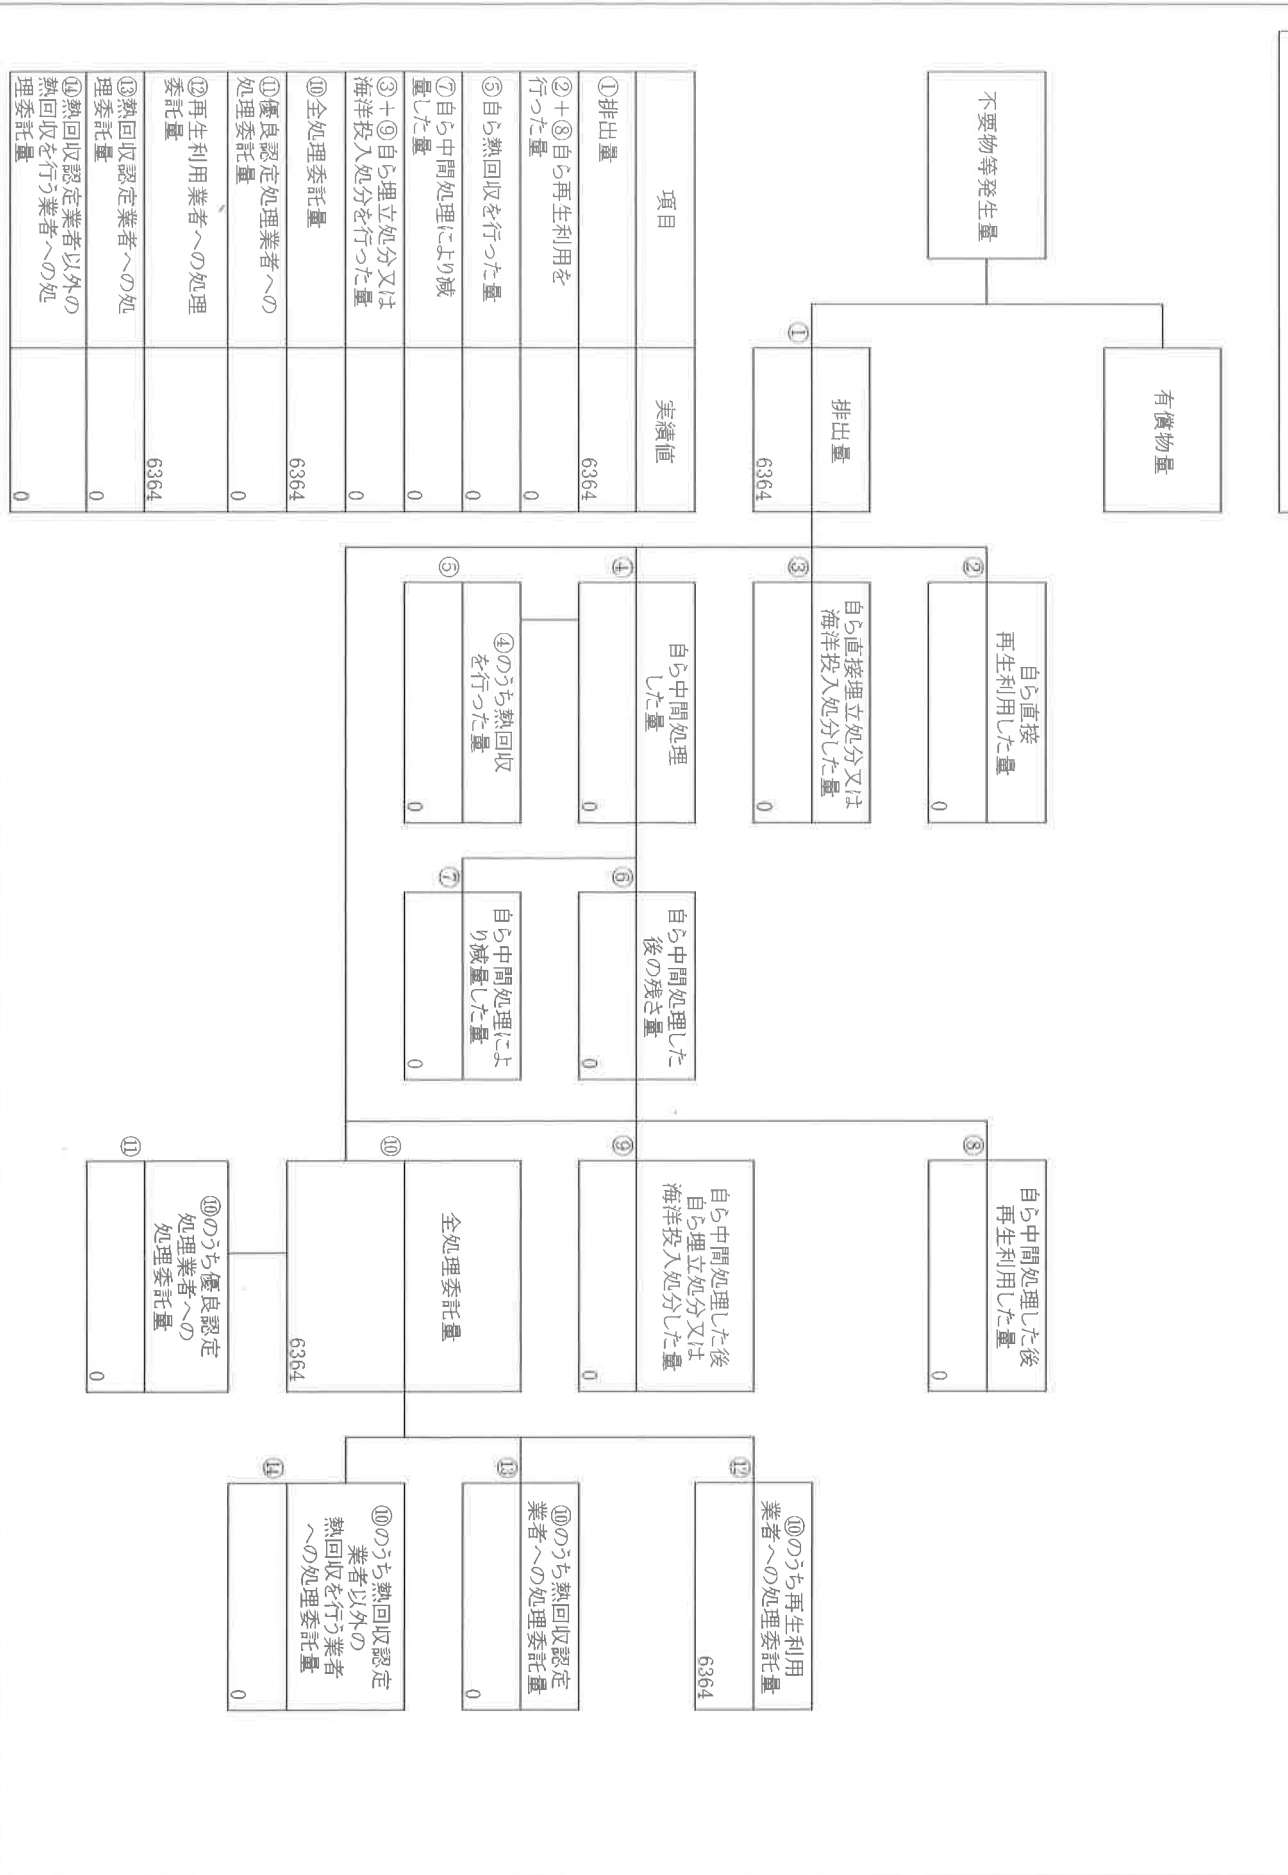 有償物量
不要物等発生量
①
排出量
6364
②
自ら直接
再生利用した量
0
③
自ら直接埋立処分又は
海洋投入処分した量
0
④
自ら中間処理
した量
0
⑤
④のうち熱回収
を行った量
0
⑥
自ら中間処理した
後の残さ量
0
⑦
自ら中間処理によ
り減量した量
0
⑧
自ら中間処理した後
再生利用した量
0
⑨
自ら中間処理した後
自ら埋立処分又は
海洋投入処分した量
0
⑩
全処理委託量
6364
⑪
⑩のうち優良認定
処理業者への
処理委託量
0
⑫
⑩のうち再生利用
業者への処理委託量
6364
⑬
⑩のうち熱回収認定
業者への処理委託量
0
⑭
⑩のうち熱回収認定
業者以外の
熱回収を行う業者
への処理委託量
0
項目 実績値
①排出量 6364
②+⑧自ら再生利用を
行った量 0
⑤自ら熱回収を行った量 0
⑦自ら中間処理により減
量した量 0
③+⑨自ら埋立処分又は
海洋投入処分を行った量 0
⑩全処理委託量 6364
⑪優良認定処理業者への
処理委託量 0
⑫再生利用業者への処理
委託量 6364
⑬熱回収認定業者への処
理委託量 0
⑭熱回収認定業者以外の
熱回収を行う業者への処
理委託量 0